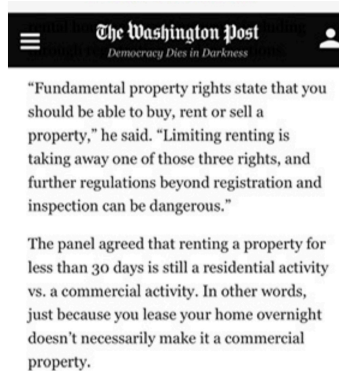 The Washington Post
Democracy Dies in Darkness
“Fundamental property rights state that you
should be able to buy, rent or sell a
property,” he said. “Limiting renting is
taking away one of those three rights, and
further regulations beyond registration and
inspection can be dangerous.”
The panel agreed that renting a property for
less than 30 days is still a residential activity
vs. a commercial activity. In other words,
just because you lease your home overnight
doesn’t necessarily make it a commercial
property.